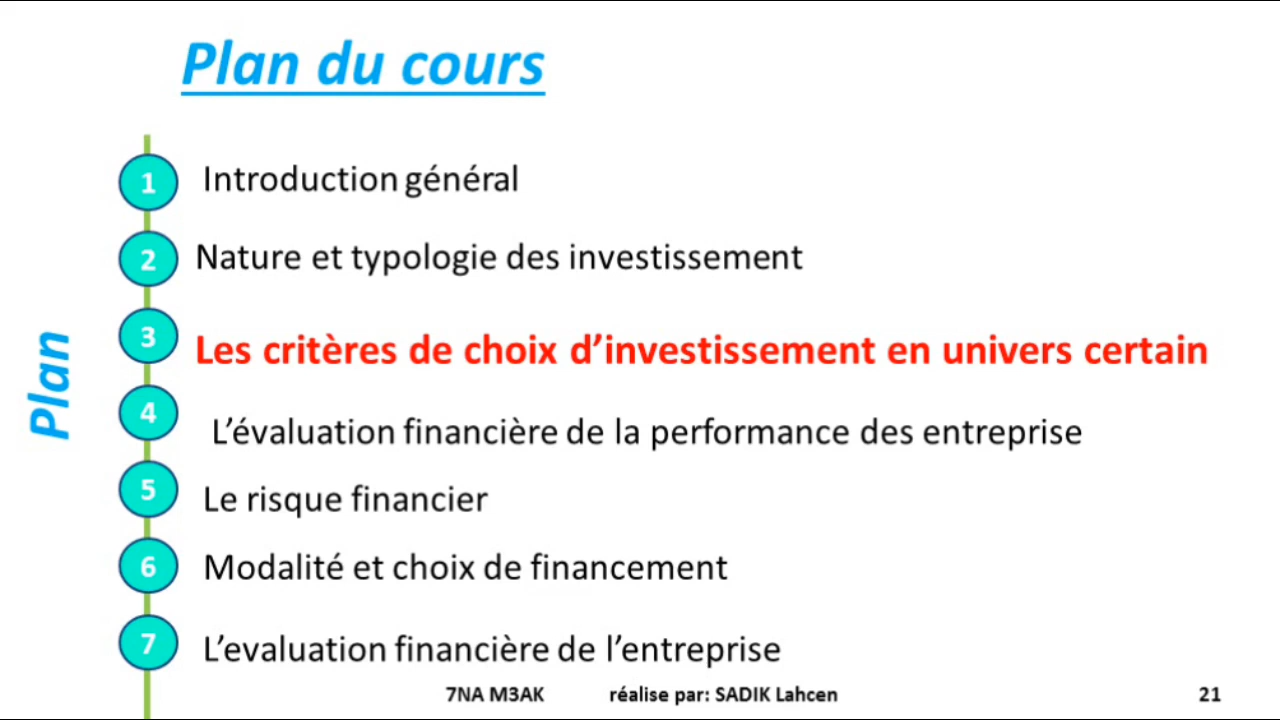 Plan du cours
Plan
1 Introduction général
2 Nature et typologie des investissement
3 Les critères de choix d’investissement en univers certain
4 L’évaluation financière de la performance des entreprise
5 Le risque financier
6 Modalité et choix de financement
7 L’evaluation financière de l’entreprise
7NA M3AK réalise par: SADIK Lahcen 21